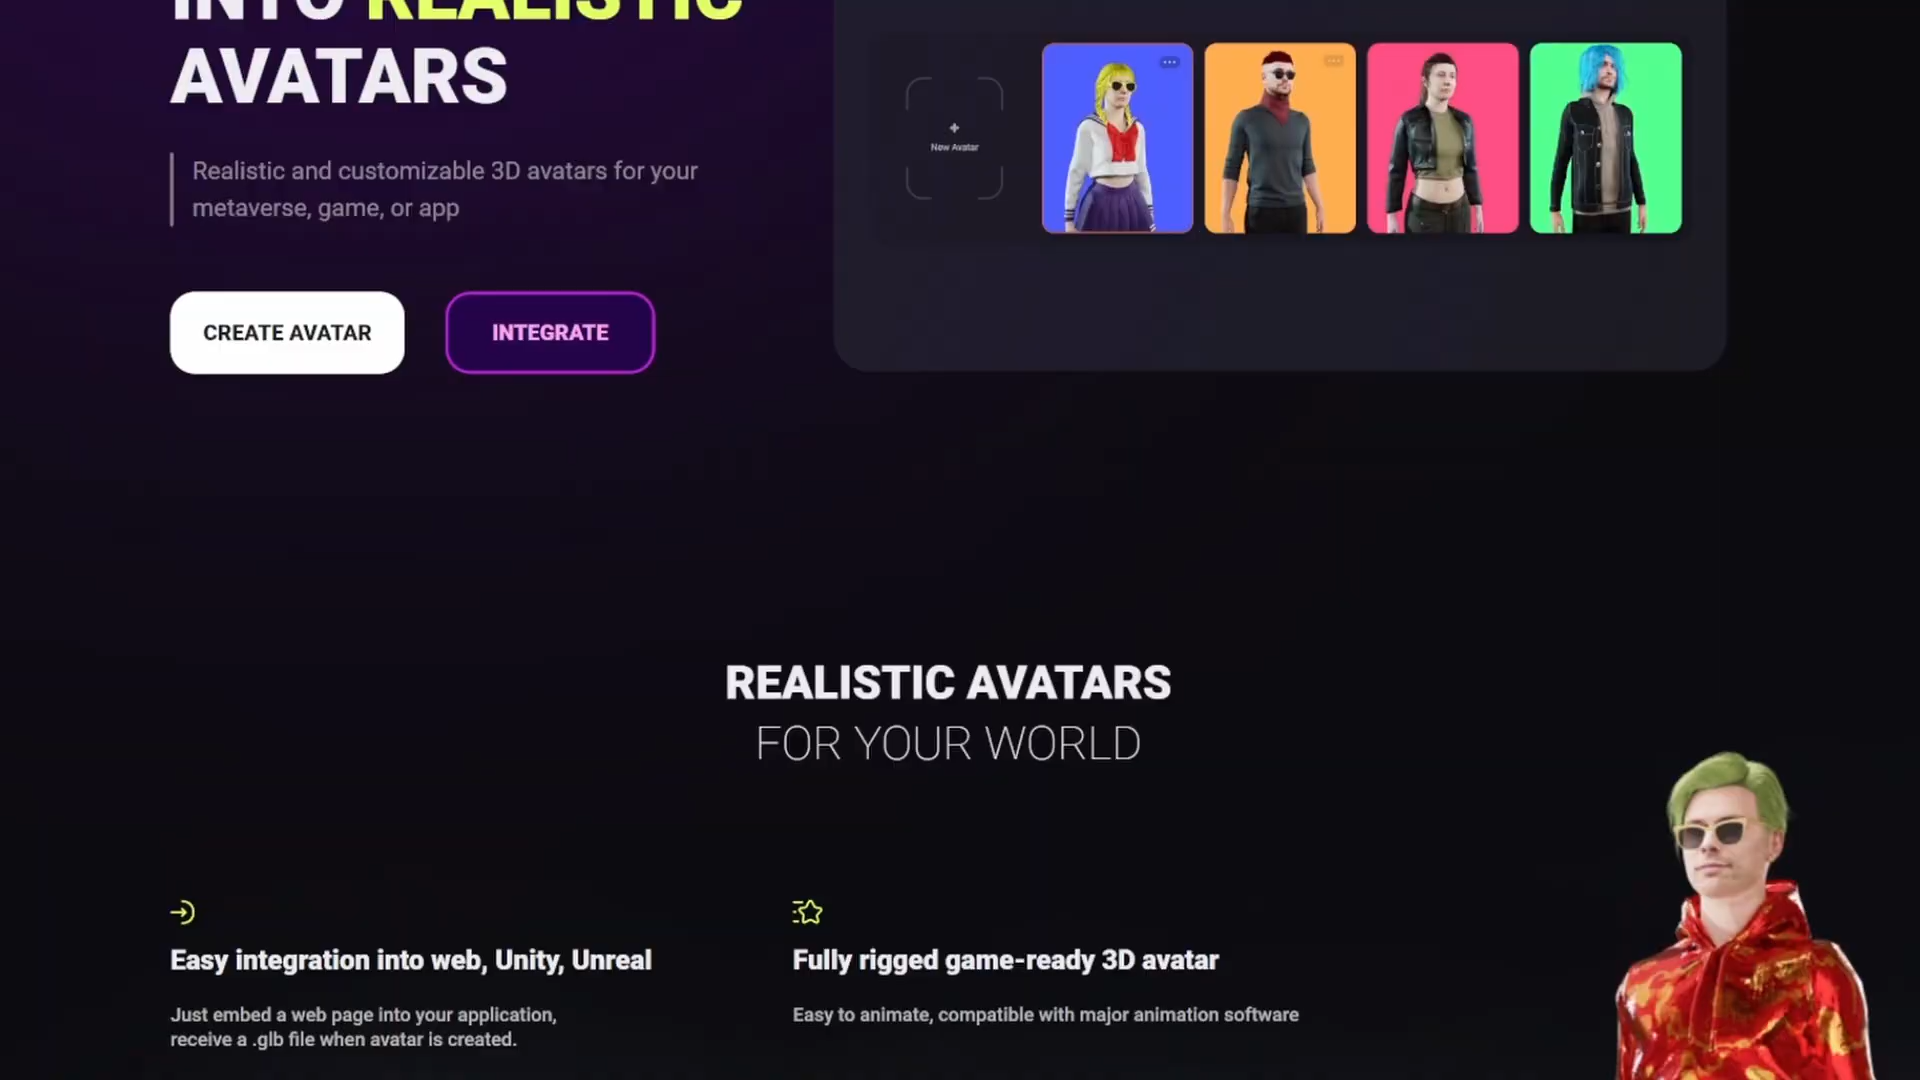 INTO REALISTIC
AVATARS
Realistic and customizable 3D avatars for your
metaverse, game, or app
CREATE AVATAR
INTEGRATE
New Avatar
REALISTIC AVATARS
FOR YOUR WORLD
Easy integration into web, Unity, Unreal
Just embed a web page into your application,
receive a .glb file when avatar is created.
Fully rigged game-ready 3D avatar
Easy to animate, compatible with major animation software